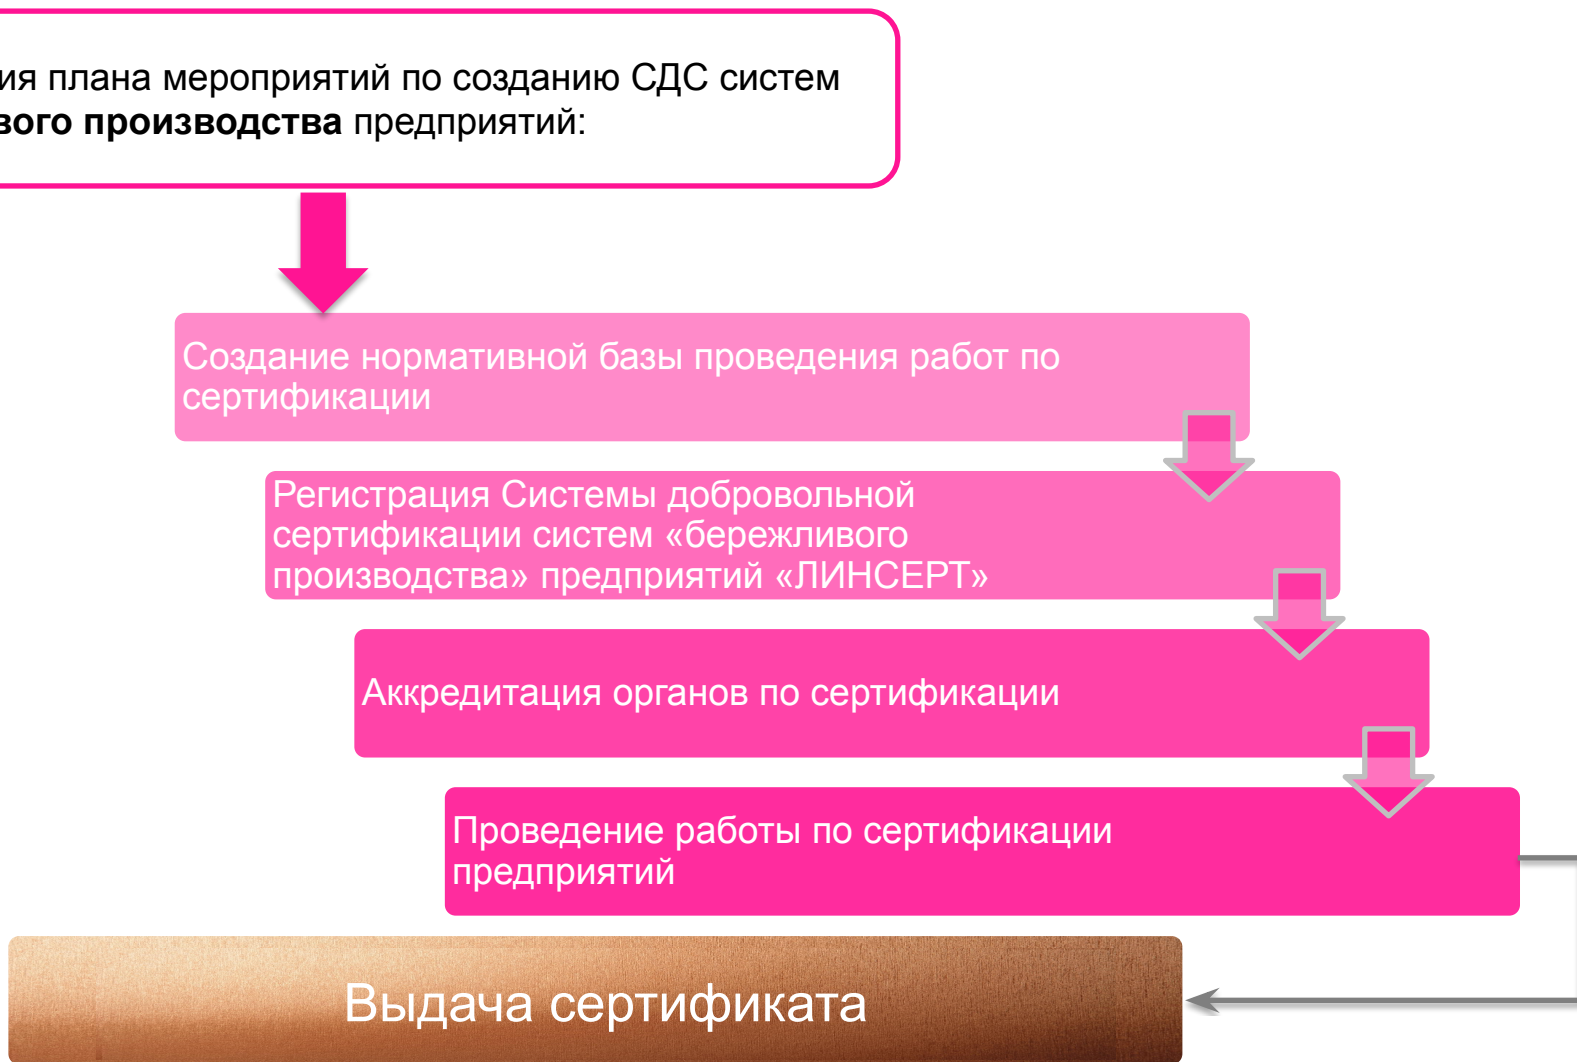 ия плана мероприятий по созданию СДС систем
вого производства предприятий:
Создание нормативной базы проведения работ по
сертификации
Регистрация Системы добровольной
сертификации систем «бережливого
производства» предприятий «ЛИНСЕРТ»
Аккредитация органов по сертификации
Проведение работы по сертификации
предприятий
Выдача сертификата